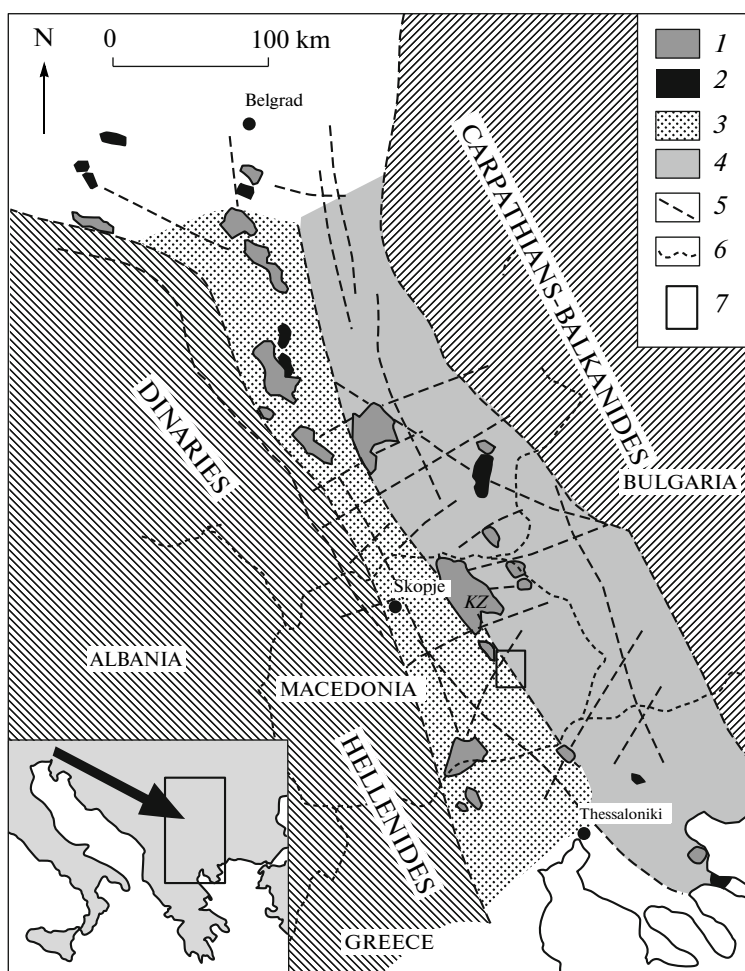 N
0
100 km
Belgrad
1
2
3
4
5
6
7
CARPATHIANS-BALKANIDES
DINARIES
BULGARIA
KZ
Skopje
ALBANIA
MACEDONIA
HELLENIDES
Thessaloniki
GREECE